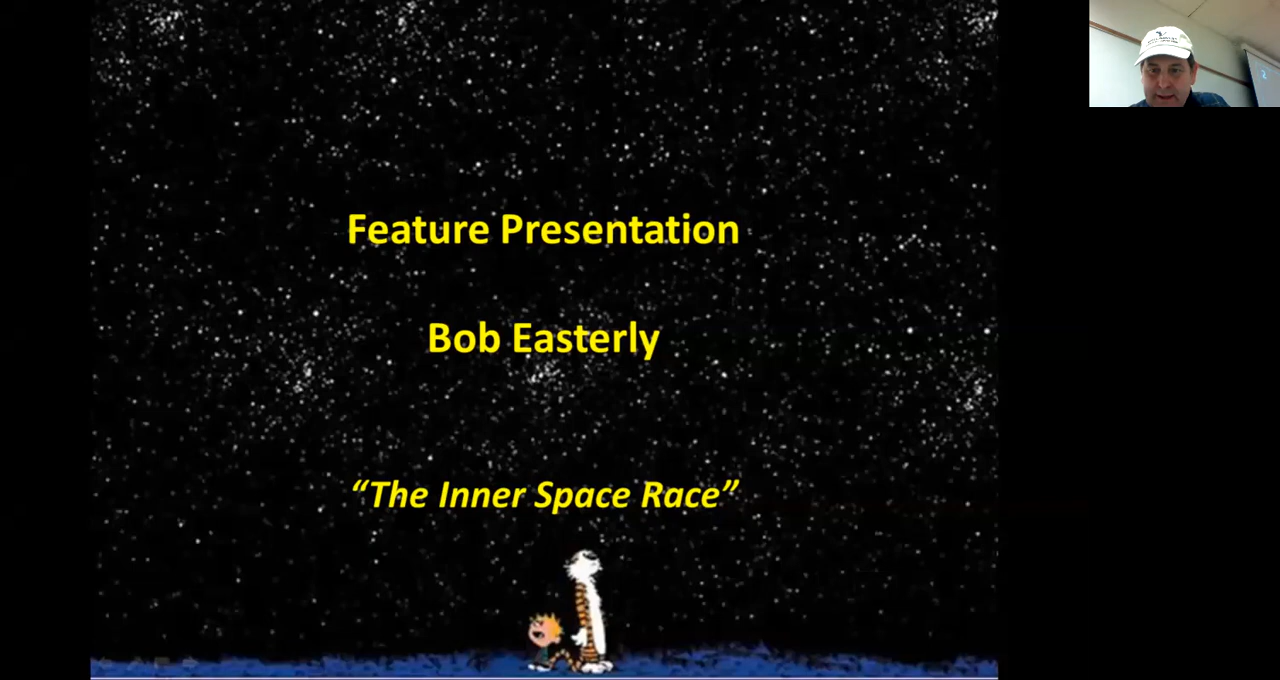 Feature Presentation
Bob Easterly
“The Inner Space Race”